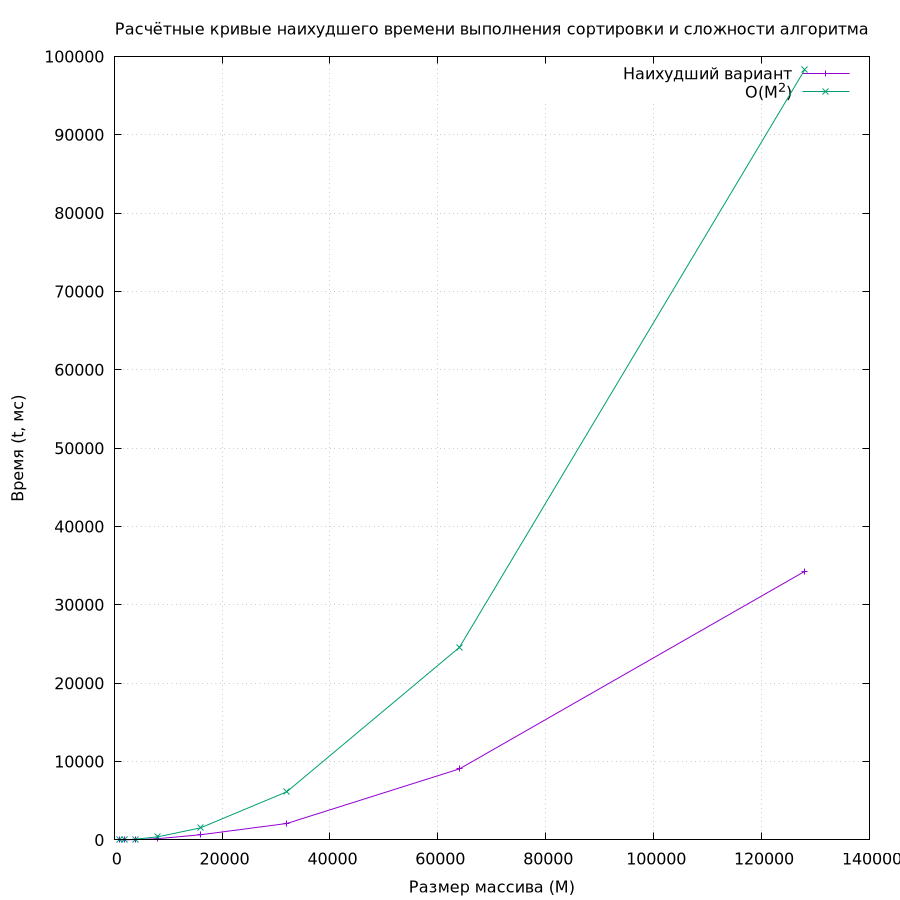 Расчётные кривые наихудшего времени выполнения сортировки и сложности алгоритма
Наихудший вариант
O(M²)
100000
90000
80000
70000
60000
50000
40000
30000
20000
10000
0
Время (t, мс)
0 20000 40000 60000 80000 100000 120000 140000
Размер массива (M)